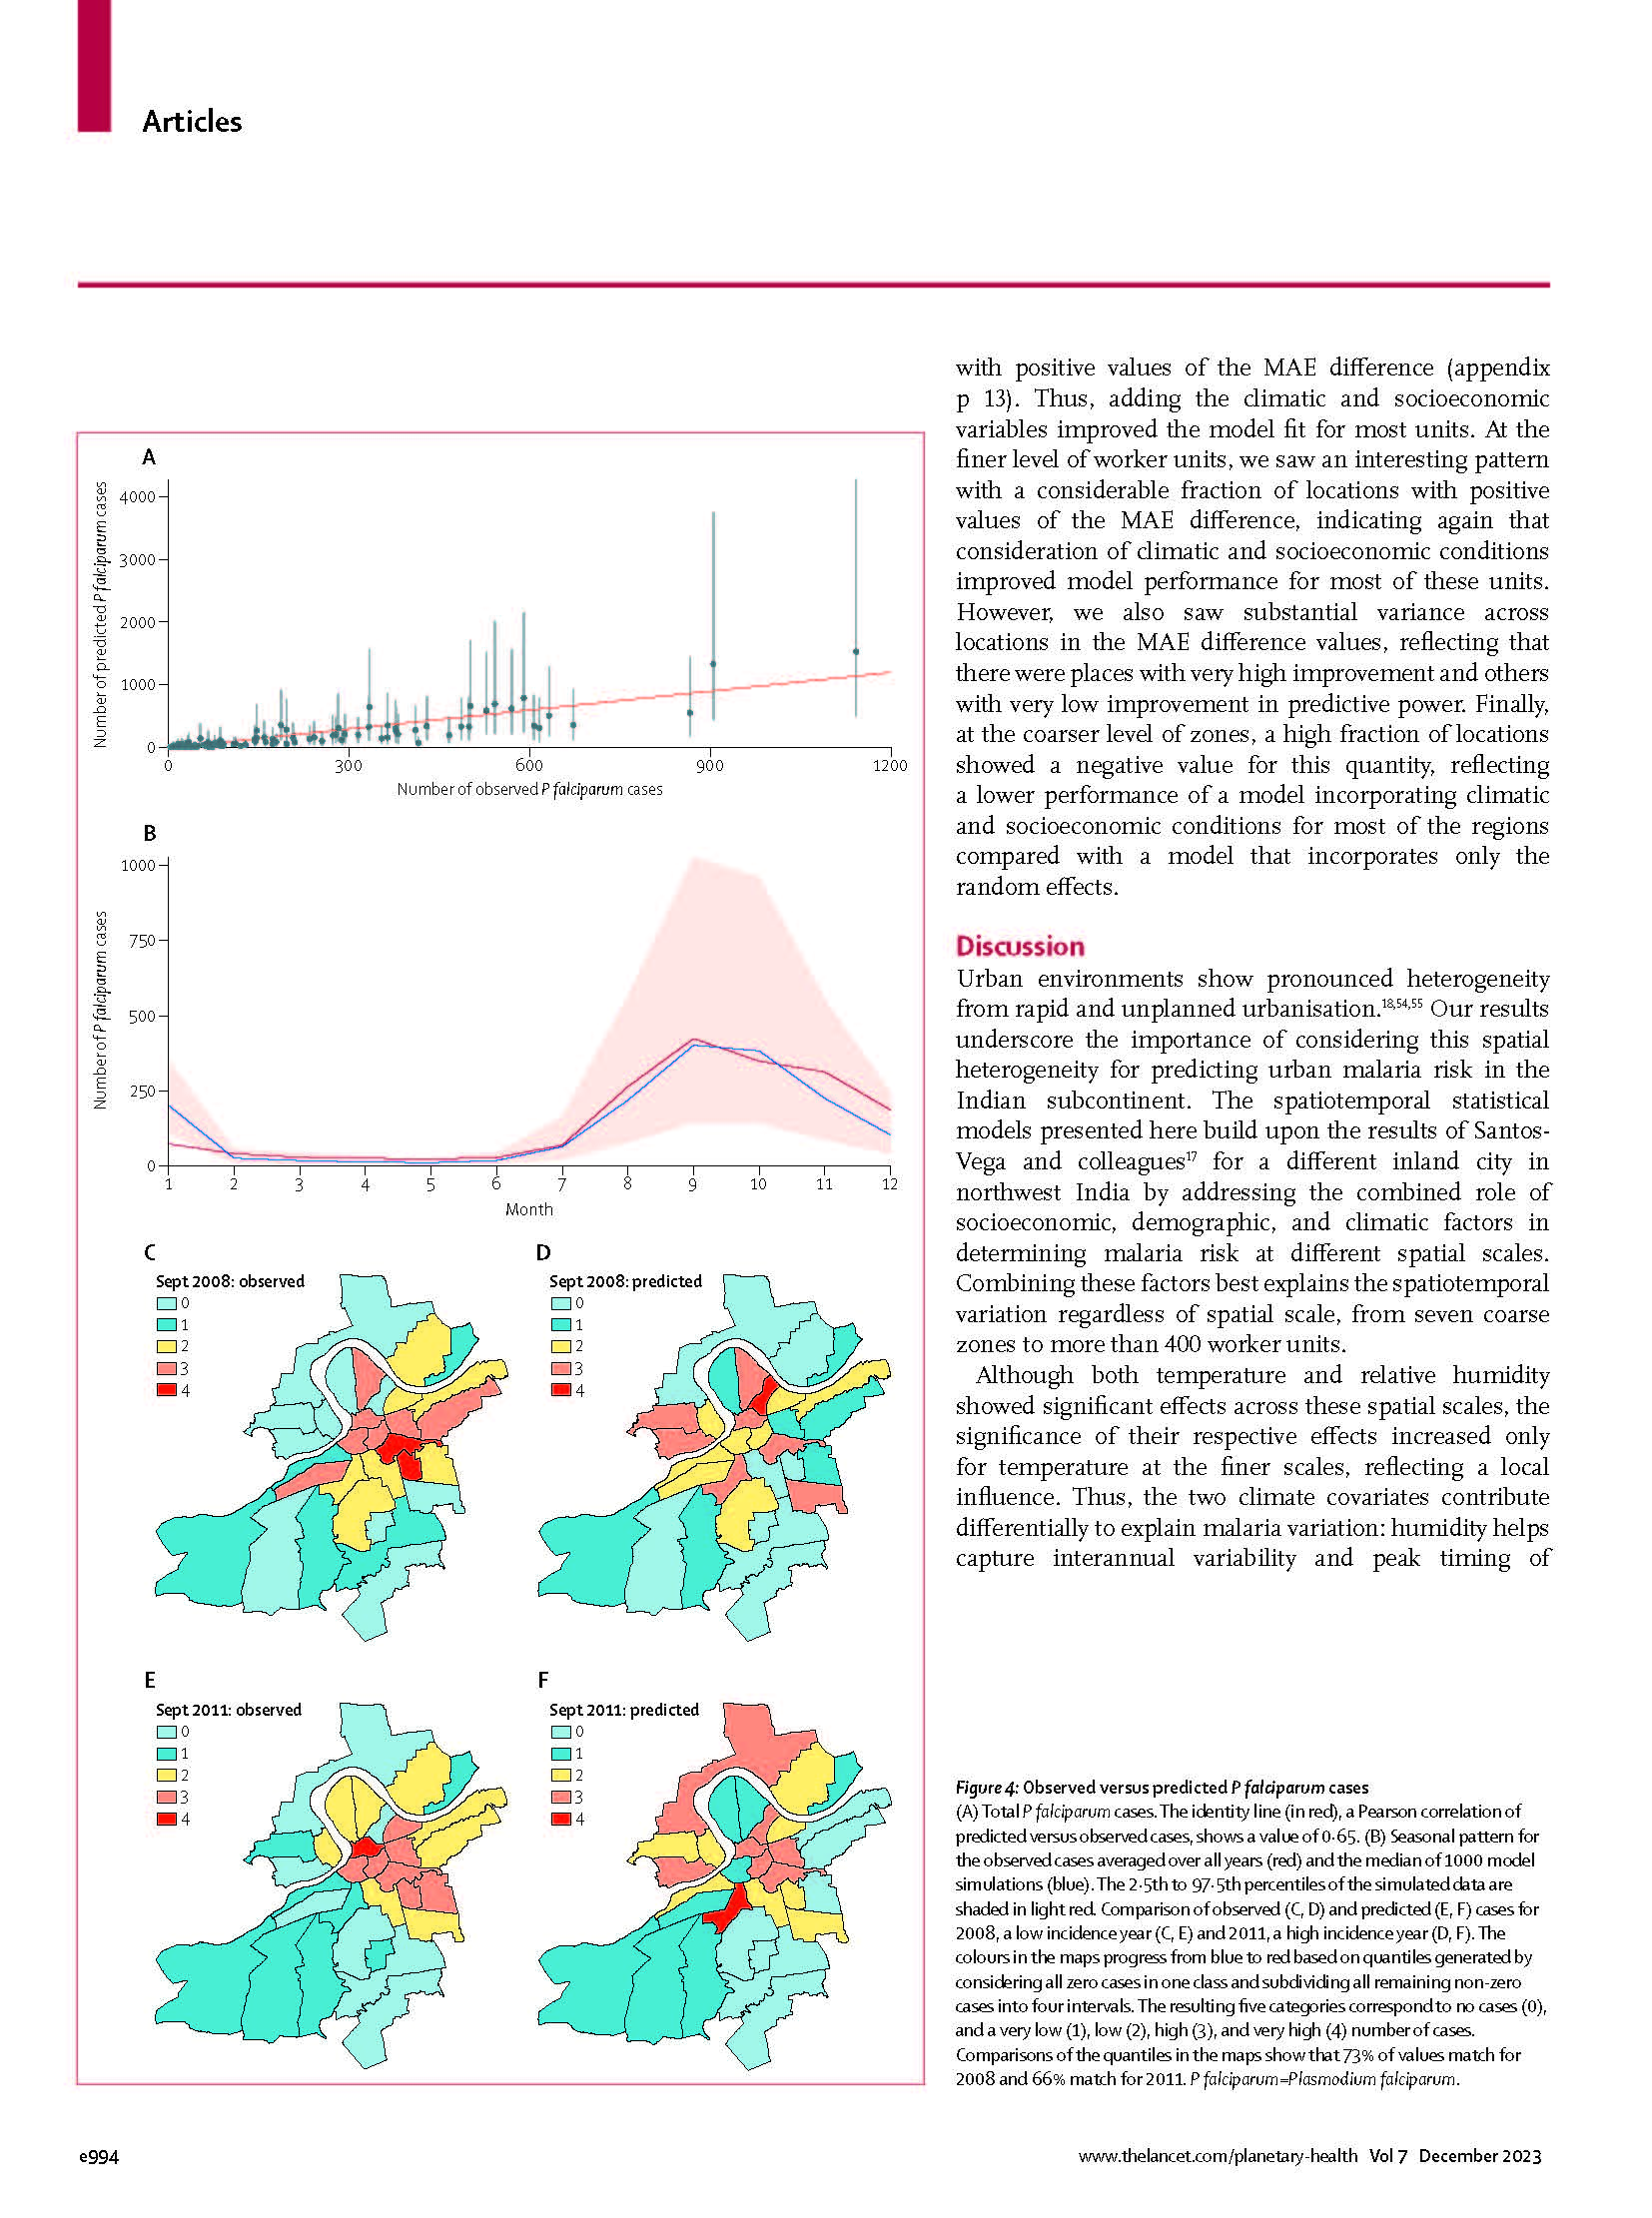 Articles
A
Number of predicted P falciparum cases
4000
3000
2000
1000
0
0 300 600 900 1200
Number of observed P falciparum cases
B
Number of P falciparum cases
1000
750
500
250
0
1 2 3 4 5 6 7 8 9 10 11 12
Month
C
Sept 2008: observed
0
1
2
3
4
D
Sept 2008: predicted
0
1
2
3
4
E
Sept 2011: observed
0
1
2
3
4
F
Sept 2011: predicted
0
1
2
3
4
with positive values of the MAE difference (appendix
p 13). Thus, adding the climatic and socioeconomic
variables improved the model fit for most units. At the
finer level of worker units, we saw an interesting pattern
with a considerable fraction of locations with positive
values of the MAE difference, indicating again that
consideration of climatic and socioeconomic conditions
improved model performance for most of these units.
However, we also saw substantial variance across
locations in the MAE difference values, reflecting that
there were places with very high improvement and others
with very low improvement in predictive power. Finally,
at the coarser level of zones, a high fraction of locations
showed a negative value for this quantity, reflecting
a lower performance of a model incorporating climatic
and socioeconomic conditions for most of the regions
compared with a model that incorporates only the
random effects.
Discussion
Urban environments show pronounced heterogeneity
from rapid and unplanned urbanisation.18,54,55 Our results
underscore the importance of considering this spatial
heterogeneity for predicting urban malaria risk in the
Indian subcontinent. The spatiotemporal statistical
models presented here build upon the results of Santos-
Vega and colleagues17 for a different inland city in
northwest India by addressing the combined role of
socioeconomic, demographic, and climatic factors in
determining malaria risk at different spatial scales.
Combining these factors best explains the spatiotemporal
variation regardless of spatial scale, from seven coarse
zones to more than 400 worker units.
Although both temperature and relative humidity
showed significant effects across these spatial scales, the
significance of their respective effects increased only
for temperature at the finer scales, reflecting a local
influence. Thus, the two climate covariates contribute
differentially to explain malaria variation: humidity helps
capture interannual variability and peak timing of
Figure 4: Observed versus predicted P falciparum cases
(A) Total P falciparum cases. The identity line (in red), a Pearson correlation of
predicted versus observed cases, shows a value of 0·65. (B) Seasonal pattern for
the observed cases averaged over all years (red) and the median of 1000 model
simulations (blue). The 2·5th to 97·5th percentiles of the simulated data are
shaded in light red. Comparison of observed (C, D) and predicted (E, F) cases for
2008, a low incidence year (C, E) and 2011, a high incidence year (D, F). The
colours in the maps progress from blue to red based on quantiles generated by
considering all zero cases in one class and subdividing all remaining non-zero
cases into four intervals. The resulting five categories correspond to no cases (0),
and a very low (1), low (2), high (3), and very high (4) number of cases.
Comparisons of the quantiles in the maps show that 73% of values match for
2008 and 66% match for 2011. P falciparum=Plasmodium falciparum.
e994
www.thelancet.com/planetary-health Vol 7 December 2023